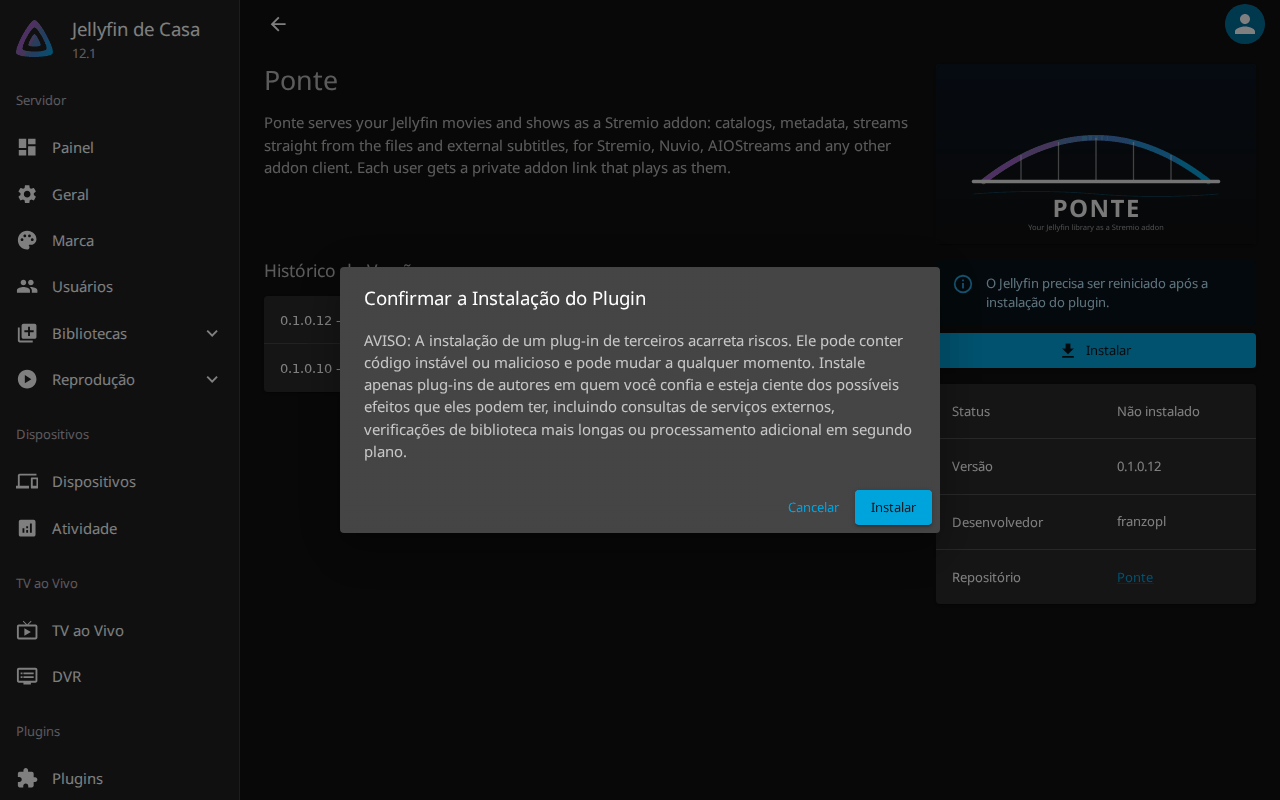 Jellyfin de Casa
12.1
Servidor
Painel
Geral
Marca
Usuários
Bibliotecas
Reprodução
Dispositivos
Dispositivos
Atividade
TV ao Vivo
TV ao Vivo
DVR
Plugins
Plugins
Ponte
Ponte serves your Jellyfin movies and shows as a Stremio addon: catalogs, metadata, streams
straight from the files and external subtitles, for Stremio, Nuvio, AIOStreams and any other
addon client. Each user gets a private addon link that plays as them.
Histórico
0.1.0.12 -
0.1.0.10 -
Confirmar a Instalação do Plugin
AVISO: A instalação de um plug-in de terceiros acarreta riscos. Ele pode conter
código instável ou malicioso e pode mudar a qualquer momento. Instale
apenas plug-ins de autores em quem você confia e esteja ciente dos possíveis
efeitos que eles podem ter, incluindo consultas de serviços externos,
verificações de biblioteca mais longas ou processamento adicional em segundo
plano.
Cancelar
Instalar
PONTE
Your Jellyfin library as a Stremio addon
O Jellyfin precisa ser reiniciado após a
instalação do plugin.
Instalar
Status Não instalado
Versão 0.1.0.12
Desenvolvedor franzopl
Repositório Ponte